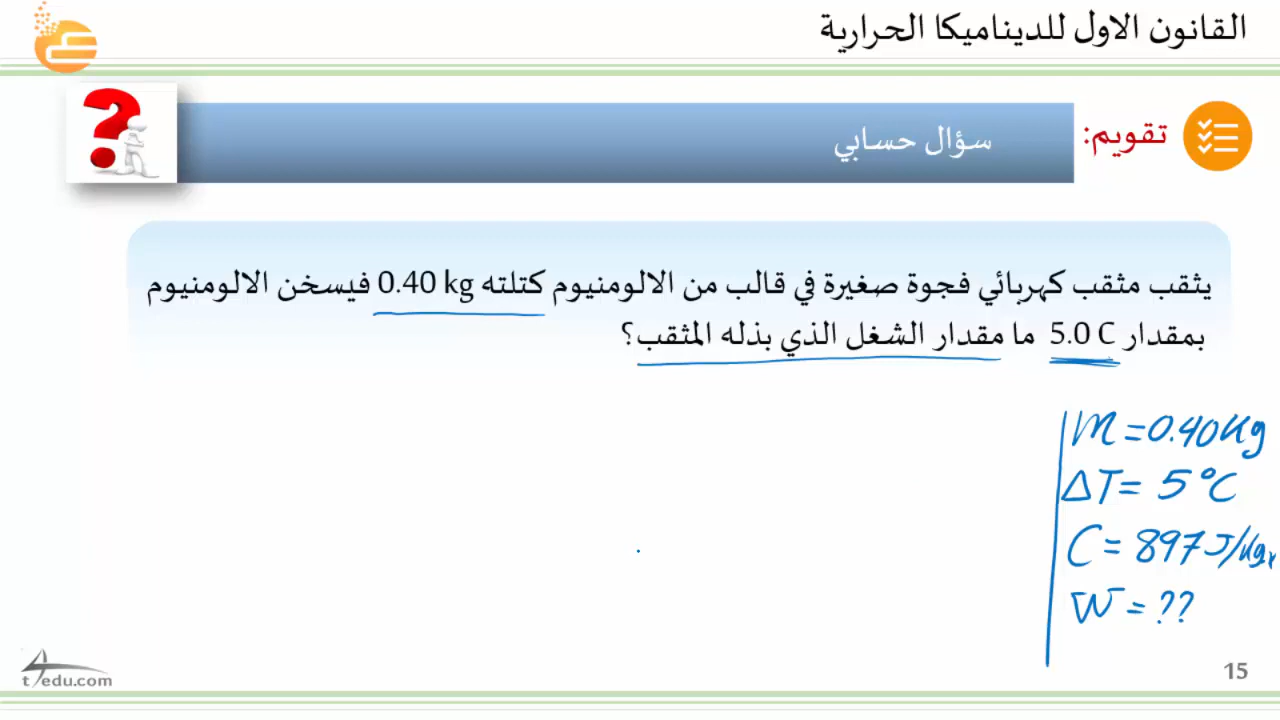 القانون الاول للديناميكا الحرارية
تقويم:
سؤال حسابي
يثقب مثقب كهربائي فجوة صغيرة في قالب من الالومنيوم كتلته 0.40 kg فيسخن الالومنيوم
بمقدار 5.0 C ما مقدار الشغل الذي بذله المثقب؟
m = 0.40 Kg
ΔT = 5 °C
C = 897 J/Kg
W = ??
t4edu.com
15